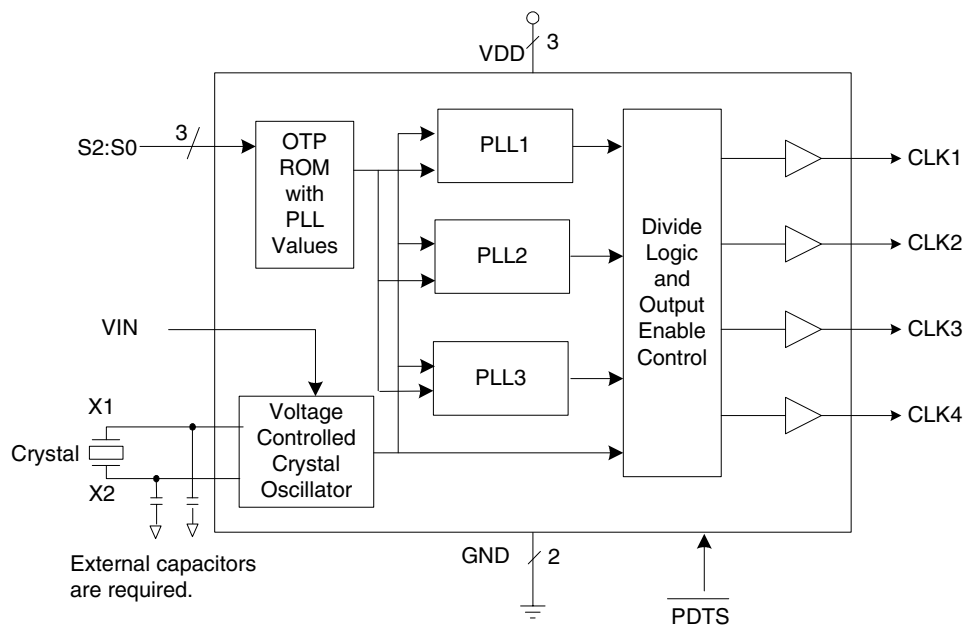 VDD
3
S2:S0
3
OTP
ROM
with
PLL
Values
PLL1
PLL2
PLL3
Divide
Logic
and
Output
Enable
Control
CLK1
CLK2
CLK3
CLK4
VIN
X1
Crystal
X2
Voltage
Controlled
Crystal
Oscillator
External capacitors
are required.
GND
2
PDTS